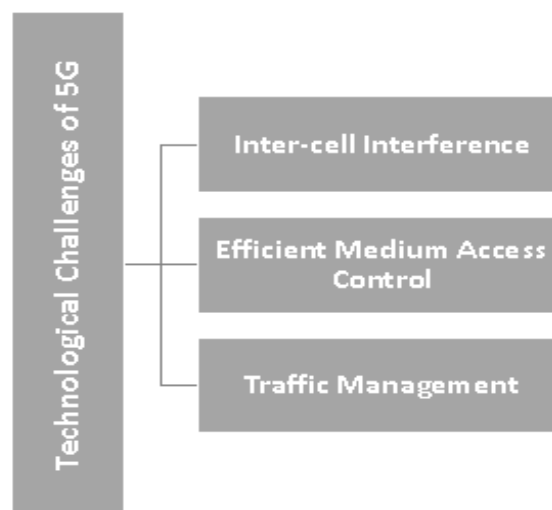 Technological Challenges of 5G
Inter-cell Interference
Efficient Medium Access
Control
Traffic Management